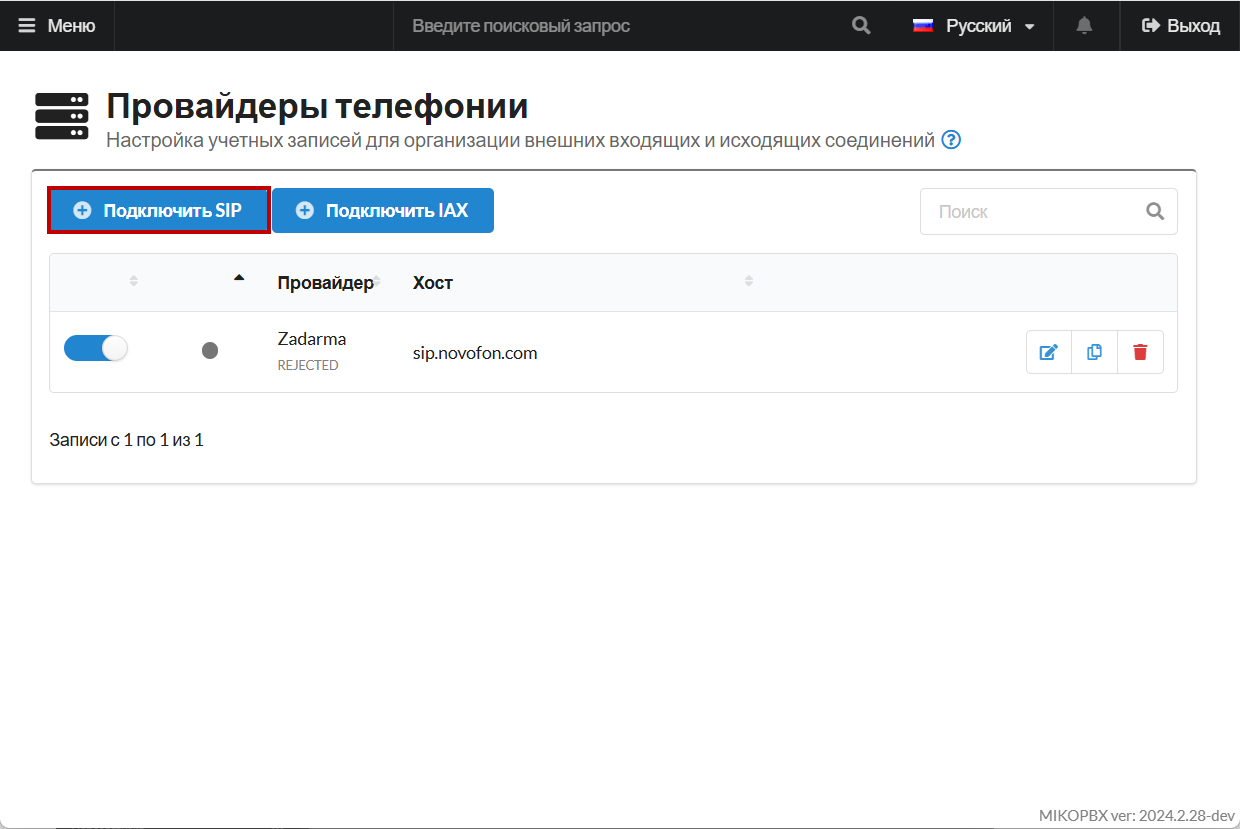 Меню
Введите поисковый запрос
Русский
Выход
Провайдеры телефонии
Настройка учетных записей для организации внешних входящих и исходящих соединений ?
Подключить SIP
Подключить IAX
Поиск
Провайдер
Хост
Zadarma
REJECTED
sip.novofon.com
Записи с 1 по 1 из 1
MIKOPBX ver: 2024.2.28-dev